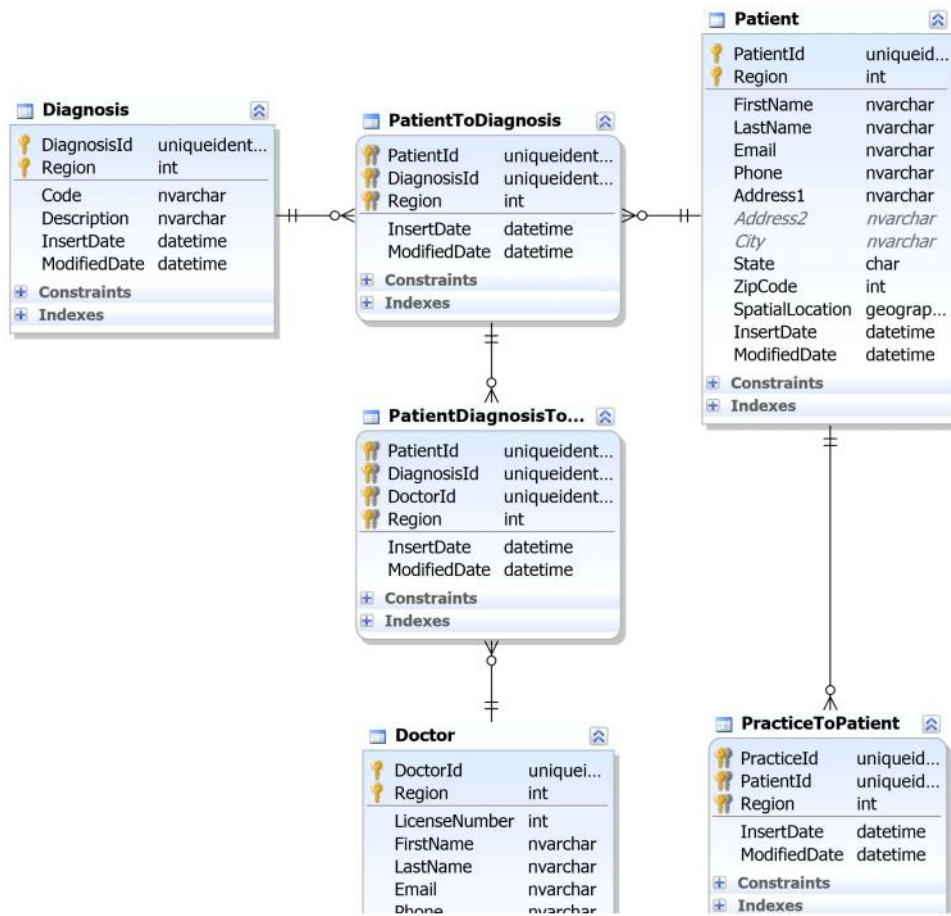 Patient
PatientId uniqueid...
Region int
FirstName nvarchar
LastName nvarchar
Email nvarchar
Phone nvarchar
Address1 nvarchar
Address2 nvarchar
City nvarchar
State char
ZipCode int
SpatialLocation geograp...
InsertDate datetime
ModifiedDate datetime
Constraints
Indexes
Diagnosis
DiagnosisId uniqueident...
Region int
Code nvarchar
Description nvarchar
InsertDate datetime
ModifiedDate datetime
Constraints
Indexes
PatientToDiagnosis
PatientId uniqueident...
DiagnosisId uniqueident...
Region int
InsertDate datetime
ModifiedDate datetime
Constraints
Indexes
PatientDiagnosisTo...
PatientId uniqueident...
DiagnosisId uniqueident...
DoctorId uniqueident...
Region int
InsertDate datetime
ModifiedDate datetime
Constraints
Indexes
Doctor
DoctorId uniquei...
Region int
LicenseNumber int
FirstName nvarchar
LastName nvarchar
Email nvarchar
Phone nvarchar
PracticeToPatient
PracticeId uniqueid...
PatientId uniqueid...
Region int
InsertDate datetime
ModifiedDate datetime
Constraints
Indexes